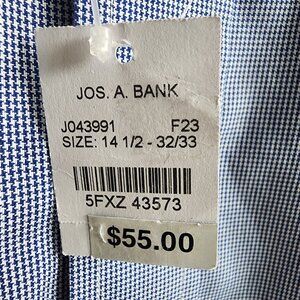 JOS. A. BANK
J043991 F23
SIZE: 14 1/2 - 32/33
5FXZ 43573
$55.00